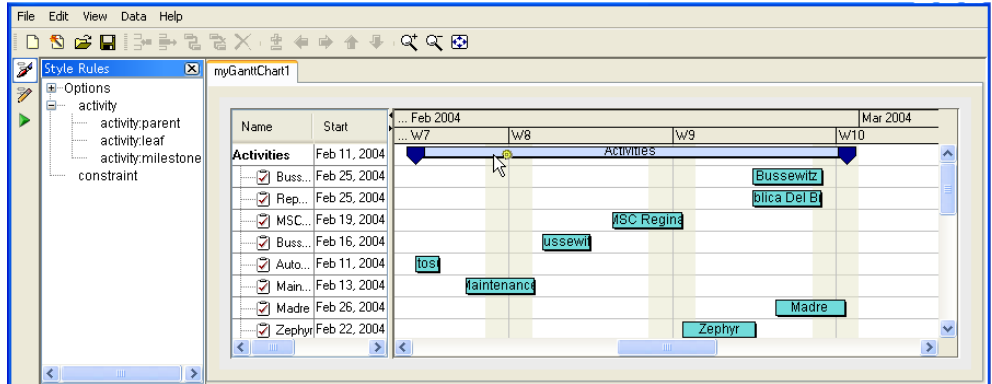 File Edit View Data Help
Style Rules
myGanttChart1
Options
activity
activity:parent
activity:leaf
activity:milestone
constraint
Name Start
... Feb 2004 Mar 2004
... W7 W8 W9 W10
Activities Feb 11, 2004 Activities
Buss... Feb 25, 2004 Bussewitz
Rep... Feb 25, 2004 blica Del B
MSC... Feb 19, 2004 MSC Regina
Buss... Feb 16, 2004 ussewit
Auto... Feb 11, 2004 tos
Main... Feb 13, 2004 Maintenance
Madre Feb 26, 2004 Madre
Zephyr Feb 22, 2004 Zephyr